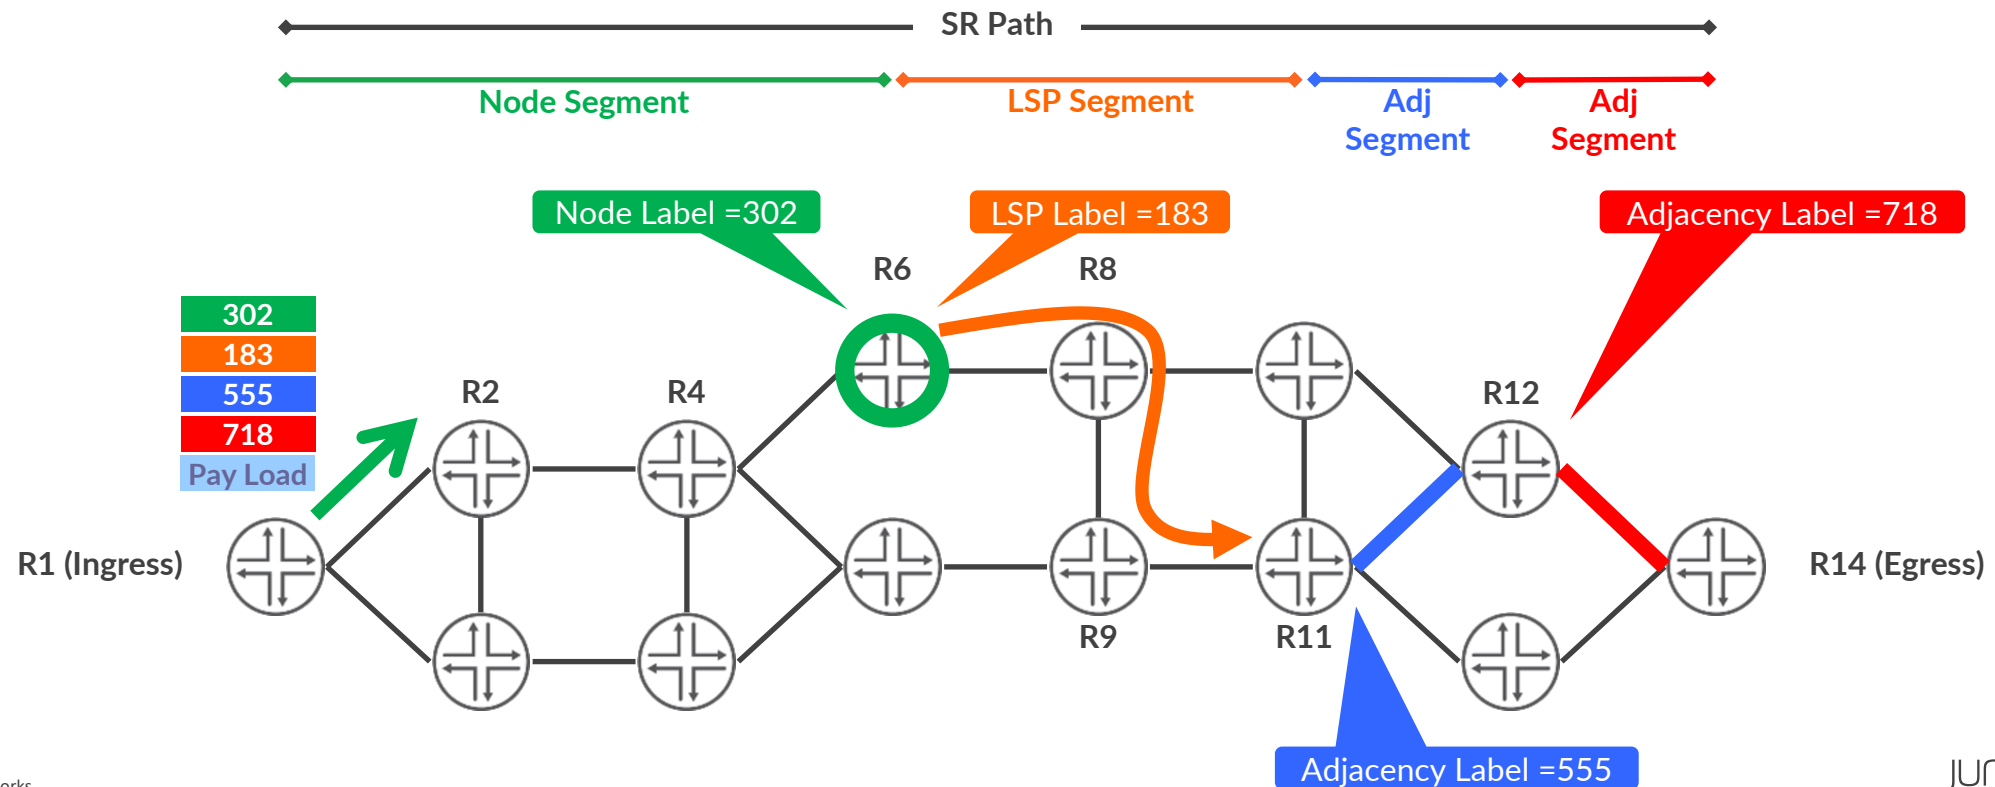 SR Path
Node Segment
LSP Segment
Adj
Segment
Adj
Segment
Node Label =302
LSP Label =183
Adjacency Label =718
R6
R8
302
183
555
718
Pay Load
R2
R4
R12
R1 (Ingress)
R14 (Egress)
R9
R11
Adjacency Label =555